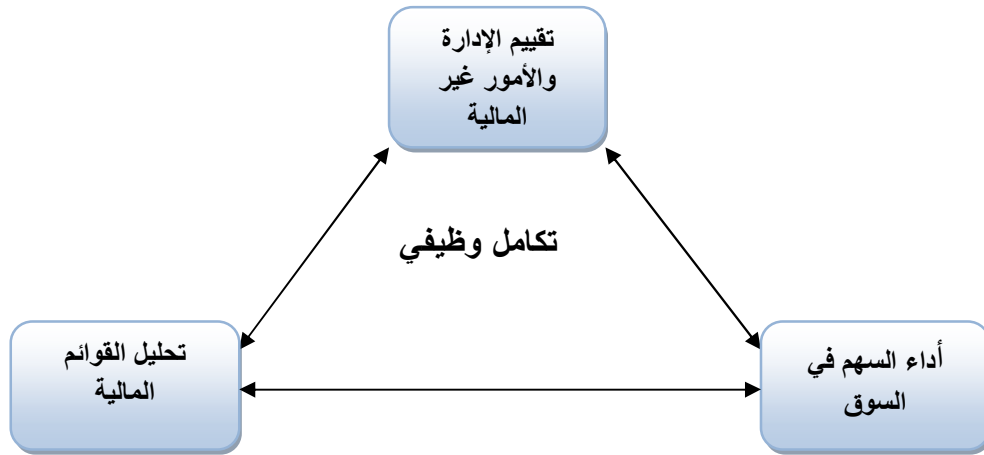 تقييم الإدارة
والأمور غير
المالية
تكامل وظيفي
أداء السهم في
السوق
تحليل القوائم
المالية